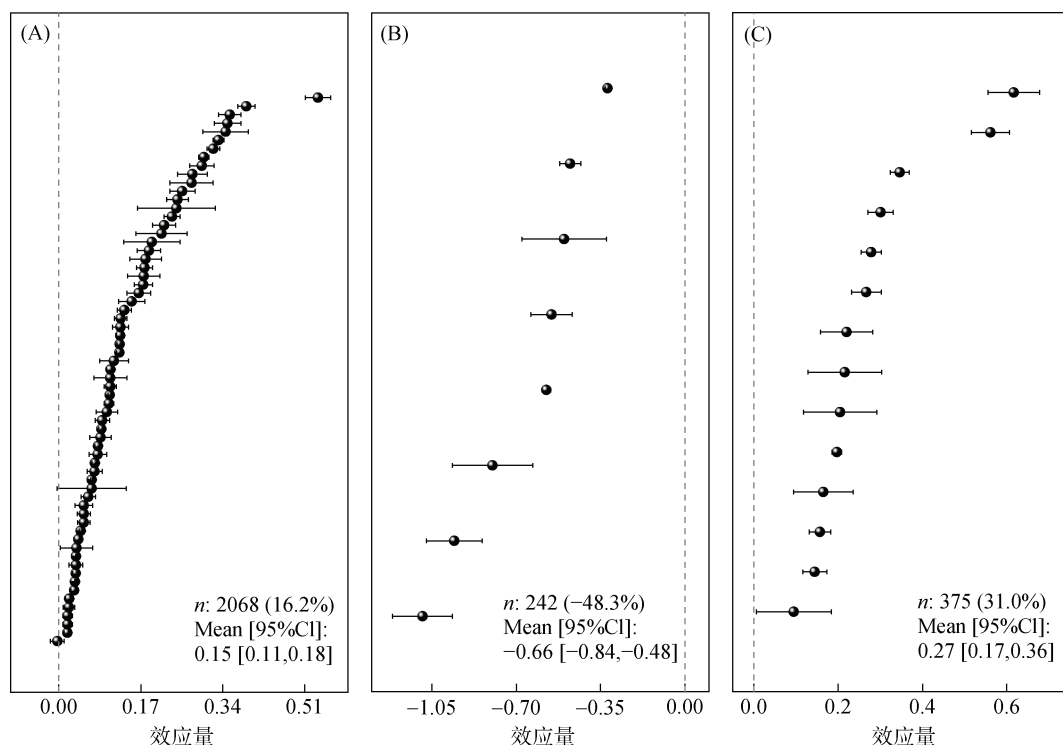 (A)
n: 2068 (16.2%)
Mean [95%CI]:
0.15 [0.11,0.18]
0.00 0.17 0.34 0.51
效应量
(B)
n: 242 (−48.3%)
Mean [95%CI]:
−0.66 [−0.84,−0.48]
−1.05 −0.70 −0.35 0.00
效应量
(C)
n: 375 (31.0%)
Mean [95%CI]:
0.27 [0.17,0.36]
0.0 0.2 0.4 0.6
效应量